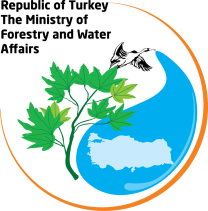 Republic of Turkey
The Ministry of
Forestry and Water
Affairs